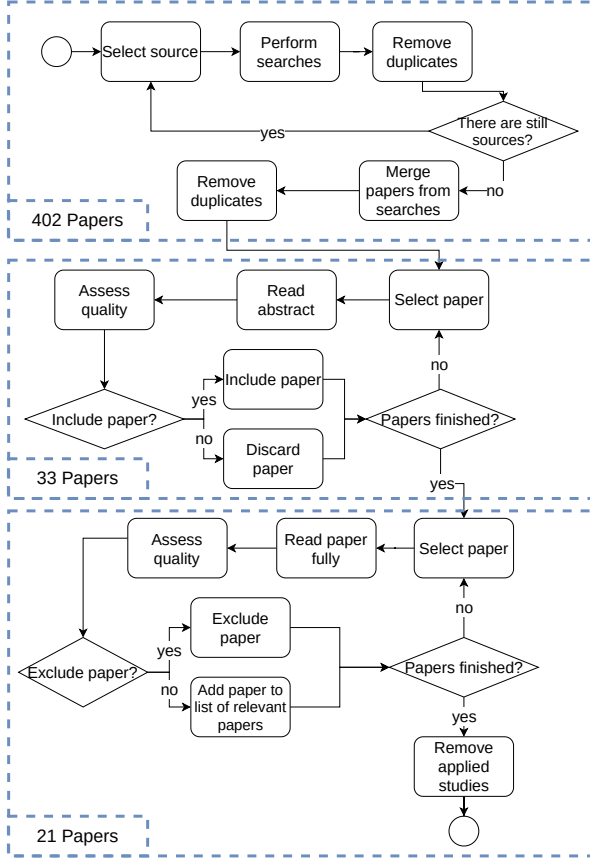 Select source
Perform
searches
Remove
duplicates
There are still
sources?
yes
no
Merge
papers from
searches
Remove
duplicates
402 Papers
Select paper
Read
abstract
Assess
quality
Include paper?
yes
no
Include paper
Discard
paper
Papers finished?
no
yes
33 Papers
Select paper
Read paper
fully
Assess
quality
Exclude paper?
yes
no
Exclude
paper
Add paper to
list of relevant
papers
Papers finished?
no
yes
Remove
applied
studies
21 Papers